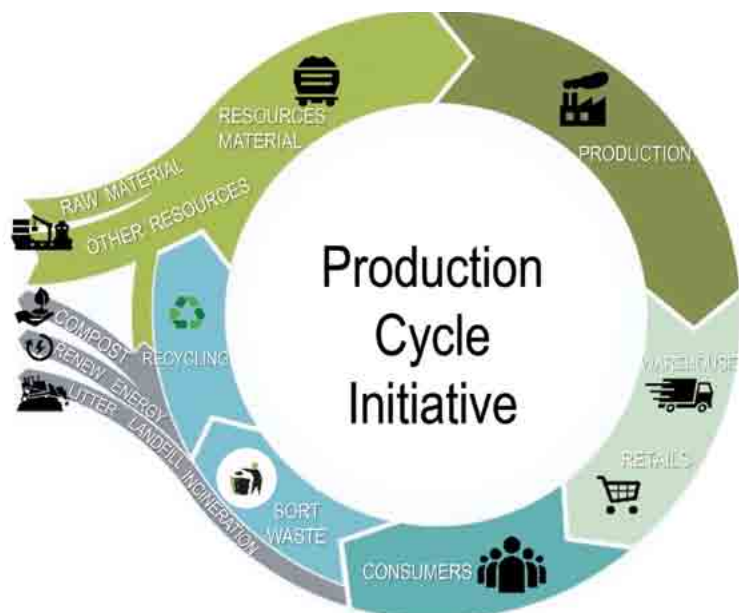 RESOURCES
MATERIAL
PRODUCTION
RAW MATERIAL
OTHER RESOURCES
Production
Cycle
Initiative
COMPOST
RENEW ENERGY
LITTER LANDFILL INCINERATION
RECYCLING
WAREHOUSE
RETAILS
SORT
WASTE
CONSUMERS